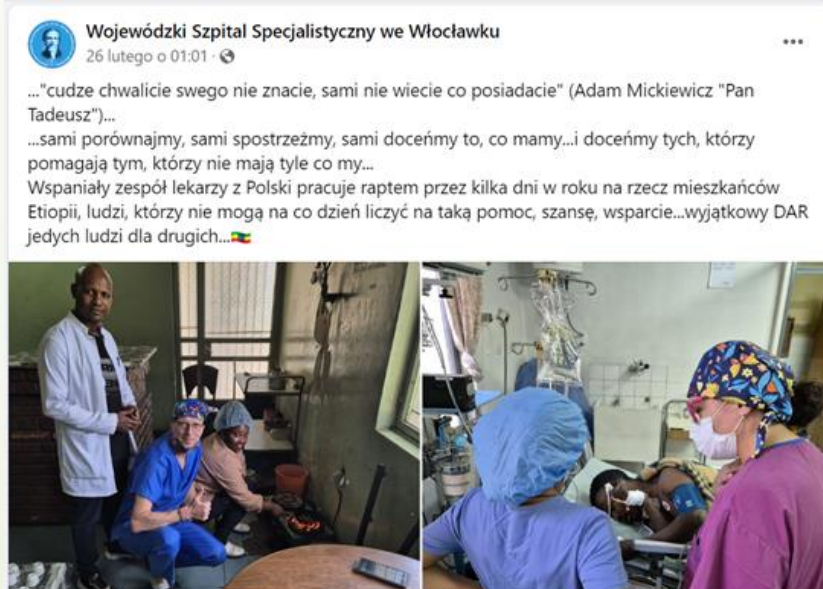 Wojewódzki Szpital Specjalistyczny we Włocławku
26 lutego o 01:01 ·
..."cudze chwalicie swego nie znacie, sami nie wiecie co posiadacie" (Adam Mickiewicz "Pan
Tadeusz")...
...sami porównajmy, sami spostrzeżmy, sami doceńmy to, co mamy...i doceńmy tych, którzy
pomagają tym, którzy nie mają tyle co my...
Wspaniały zespół lekarzy z Polski pracuje raptem przez kilka dni w roku na rzecz mieszkańców
Etiopii, ludzi, którzy nie mogą na co dzień liczyć na taką pomoc, szansę, wsparcie...wyjątkowy DAR
jedych ludzi dla drugich...